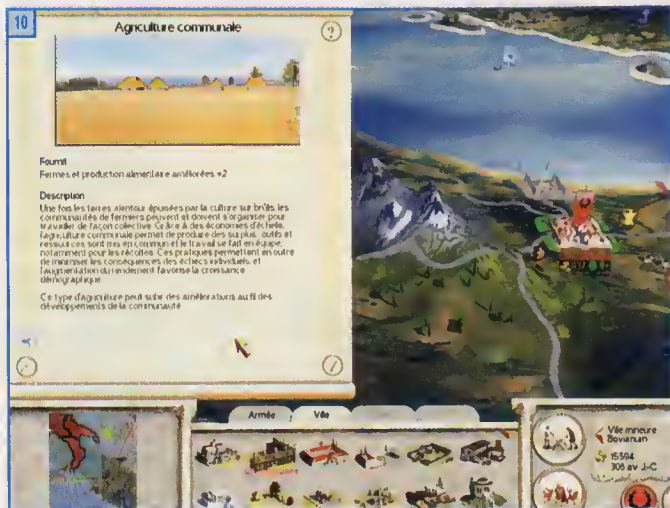 10
Agriculture communale
?
Fournit
Fermes et production alimentaire améliorées +2
Description
Une fois les terres alentour épuisées par la culture sur brûlis, les
communautés de fermiers peuvent et doivent s'organiser pour
travailler de façon collective. Grâce à des économies d'échelle,
l'agriculture communale permet de produire des surplus, outils et
ressources sont mis en commun et le travail se fait en équipe,
notamment pour les récoltes. Ces pratiques permettent en outre
de minimiser les conséquences des échecs individuels, et
l'augmentation du rendement favorise la croissance
démographique
Ce type d'agriculture peut subir des améliorations au fil des
développements de la communauté
Armée
Ville
Ville mineure
Bovianum
15594